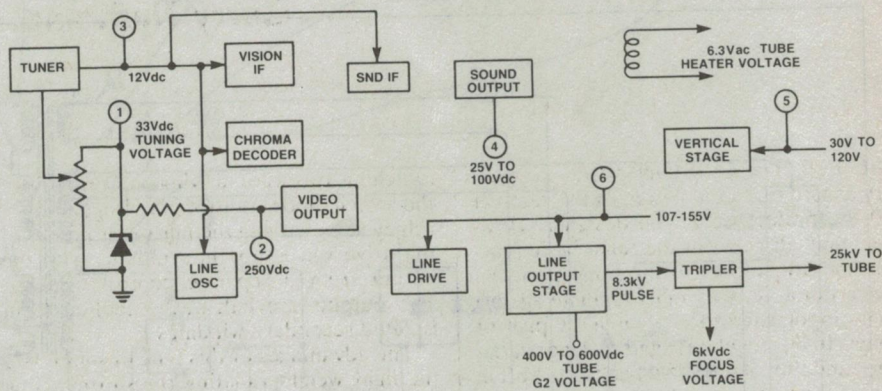 3
TUNER
12Vdc
VISION
IF
SND IF
SOUND
OUTPUT
6.3Vac TUBE
HEATER VOLTAGE
1
33Vdc
TUNING
VOLTAGE
CHROMA
DECODER
4
25V TO
100Vdc
5
VERTICAL
STAGE
30V TO
120V
VIDEO
OUTPUT
2
250Vdc
LINE
OSC
6
107-155V
LINE
DRIVE
LINE
OUTPUT
STAGE
8.3kV
PULSE
TRIPLER
25kV TO
TUBE
400V TO 600Vdc
TUBE
G2 VOLTAGE
6kVdc
FOCUS
VOLTAGE